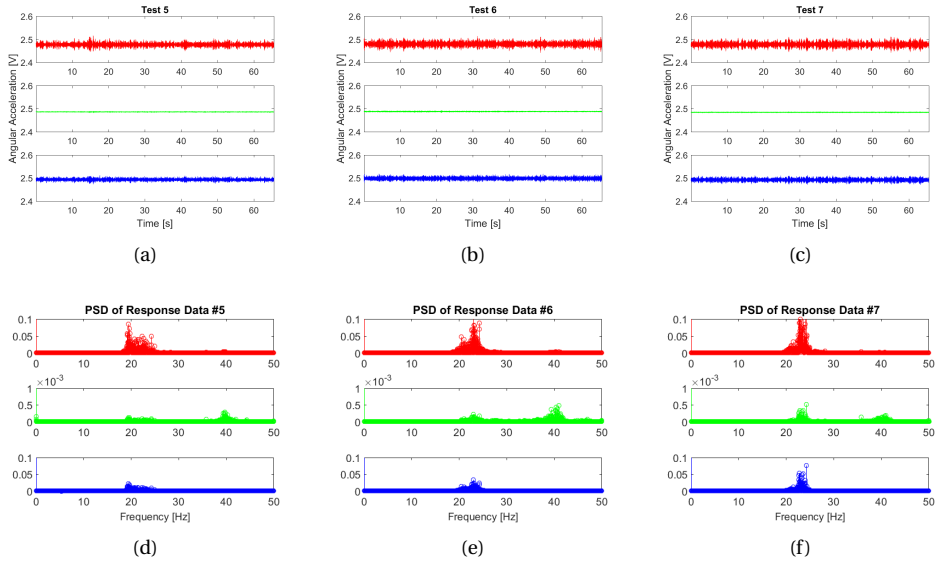 Test 5
Test 6
Test 7
2.6
2.5
2.4
10 20 30 40 50 60
2.6
2.5
2.4
10 20 30 40 50 60
2.6
2.5
2.4
10 20 30 40 50 60
Angular Acceleration [V]
Time [s]
2.6
2.5
2.4
10 20 30 40 50 60
2.6
2.5
2.4
10 20 30 40 50 60
2.6
2.5
2.4
10 20 30 40 50 60
Angular Acceleration [V]
Time [s]
2.6
2.5
2.4
10 20 30 40 50 60
2.6
2.5
2.4
10 20 30 40 50 60
2.6
2.5
2.4
10 20 30 40 50 60
Angular Acceleration [V]
Time [s]
(a)
(b)
(c)
PSD of Response Data #5
0.1
0.05
0
0 10 20 30 40 50
×10⁻³
1
0.5
0
0 10 20 30 40 50
0.1
0.05
0
0 10 20 30 40 50
Frequency [Hz]
PSD of Response Data #6
0.1
0.05
0
0 10 20 30 40 50
×10⁻³
1
0.5
0
0 10 20 30 40 50
0.1
0.05
0
0 10 20 30 40 50
Frequency [Hz]
PSD of Response Data #7
0.1
0.05
0
0 10 20 30 40 50
×10⁻³
1
0.5
0
0 10 20 30 40 50
0.1
0.05
0
0 10 20 30 40 50
Frequency [Hz]
(d)
(e)
(f)